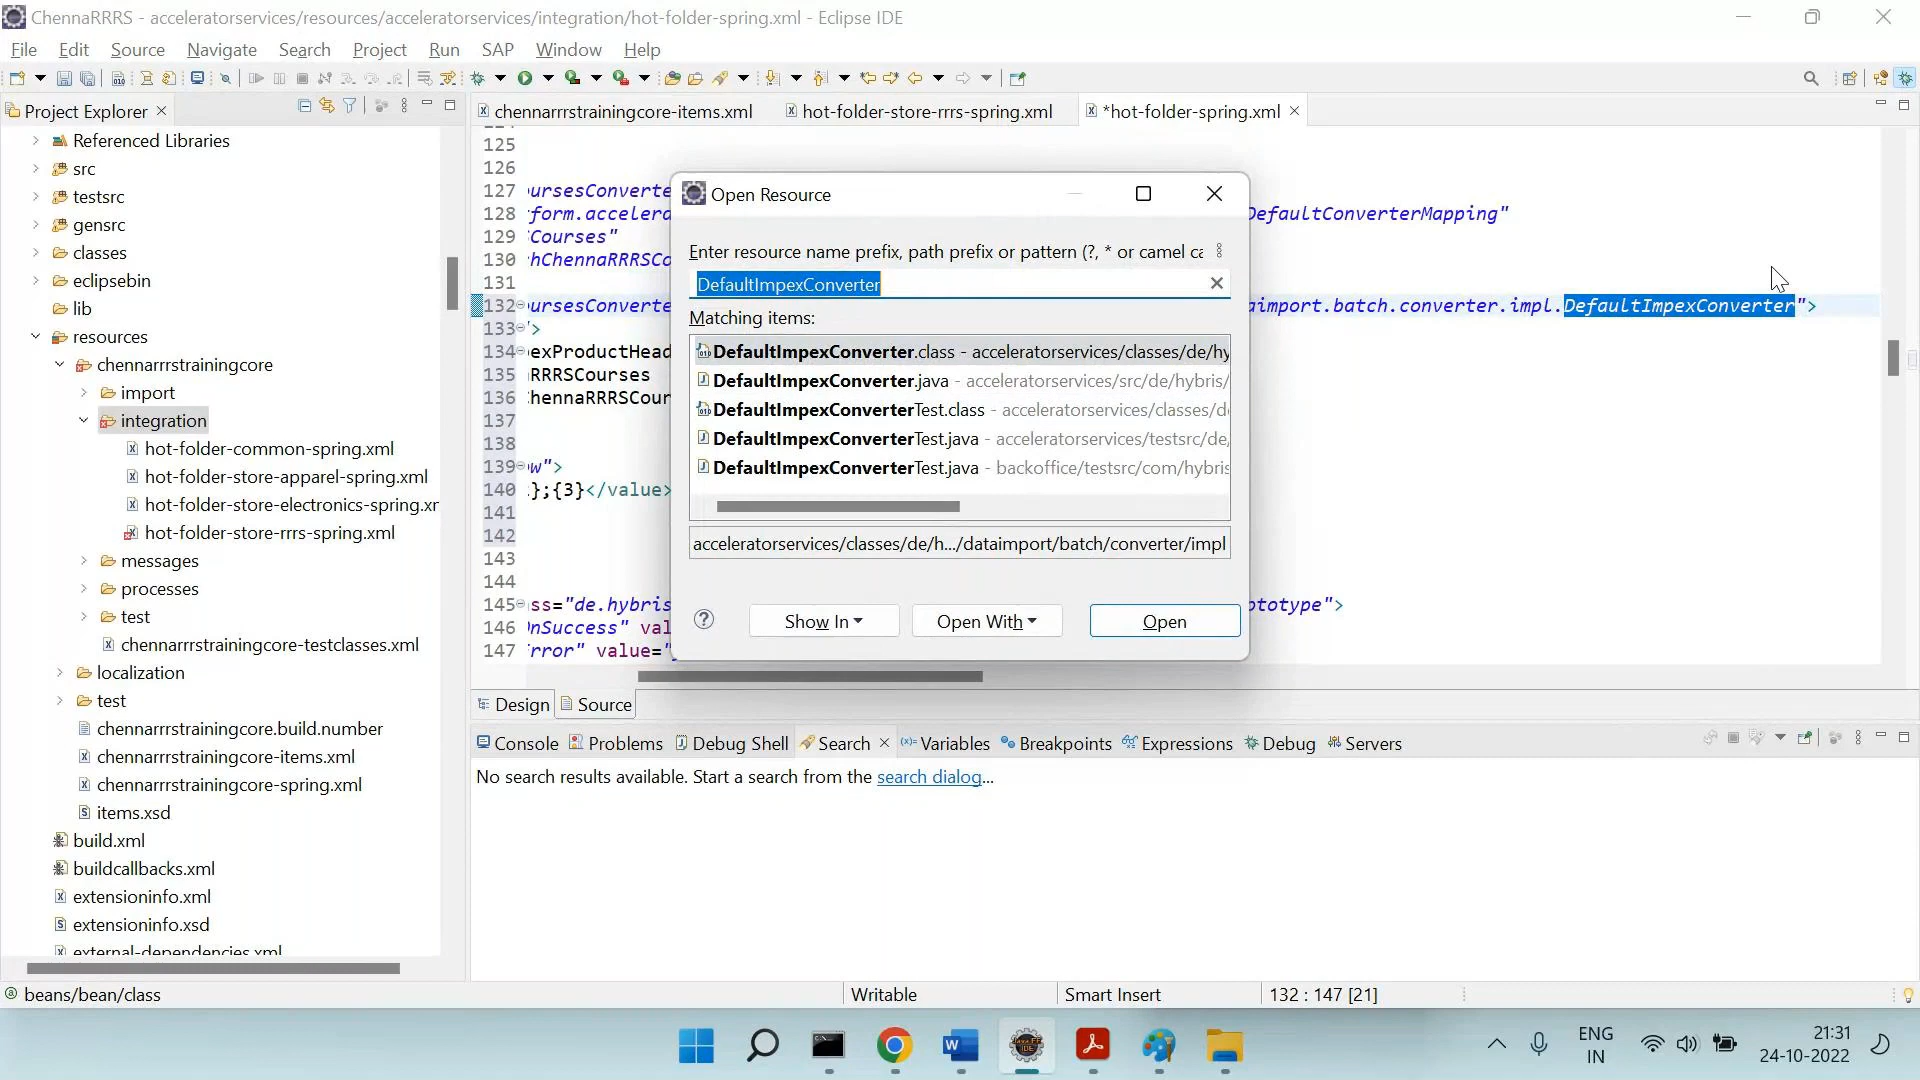 ChennaRRRS - acceleratorservices/resources/acceleratorservices/integration/hot-folder-spring.xml - Eclipse IDE
File Edit Source Navigate Search Project Run SAP Window Help
Project Explorer
Referenced Libraries
src
testsrc
gensrc
classes
eclipsebin
lib
resources
chennarrrstrainingcore
import
integration
hot-folder-common-spring.xml
hot-folder-store-apparel-spring.xml
hot-folder-store-electronics-spring.xr
hot-folder-store-rrrs-spring.xml
messages
processes
test
chennarrrstrainingcore-testclasses.xml
localization
test
chennarrrstrainingcore.build.number
chennarrrstrainingcore-items.xml
chennarrrstrainingcore-spring.xml
items.xsd
build.xml
buildcallbacks.xml
extensioninfo.xml
extensioninfo.xsd
external-dependencies.xml
chennarrrstrainingcore-items.xml hot-folder-store-rrrs-spring.xml *hot-folder-spring.xml
125
126
127 oursesConverte
128 form.accelera DefaultConverterMapping"
129 Courses"
130 hChennaRRRSCo
131
132 oursesConverte aimport.batch.converter.impl.DefaultImpexConverter">
133 ">
134 exProductHead
135 RRRSCourses
136 ChennaRRRSCour
137
138
139 w">
140 };{3}</value>
141
142
143
144
145 ss="de.hybris ototype">
146 OnSuccess" val
147 rror" value="
Open Resource
Enter resource name prefix, path prefix or pattern (?, * or camel ca
DefaultImpexConverter
Matching items:
DefaultImpexConverter.class - acceleratorservices/classes/de/hy
DefaultImpexConverter.java - acceleratorservices/src/de/hybris/
DefaultImpexConverterTest.class - acceleratorservices/classes/d
DefaultImpexConverterTest.java - acceleratorservices/testsrc/de/
DefaultImpexConverterTest.java - backoffice/testsrc/com/hybris
acceleratorservices/classes/de/h.../dataimport/batch/converter/impl
? Show In Open With Open
Design Source
Console Problems Debug Shell Search Variables Breakpoints Expressions Debug Servers
No search results available. Start a search from the search dialog...
beans/bean/class Writable Smart Insert 132 : 147 [21]
ENG
IN
21:31
24-10-2022